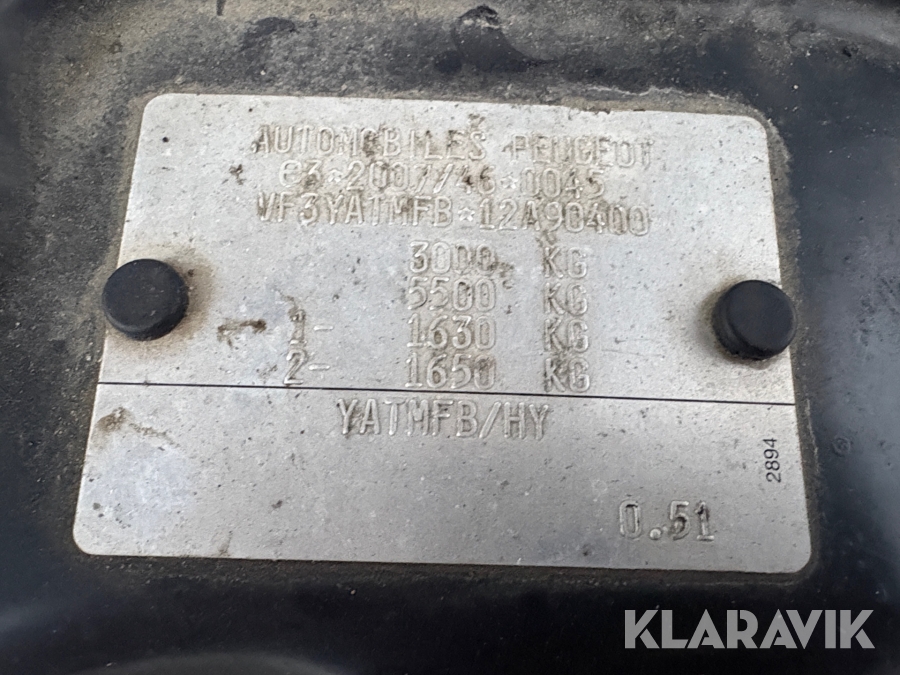 AUTOMOBILES PEUGEOT
e3*2007/46*0045
VF3YATMFB*12A90400
3000 KG
5500 KG
1- 1630 KG
2- 1650 KG
YATMFB/HY
2894
0.51
KLARAVIK